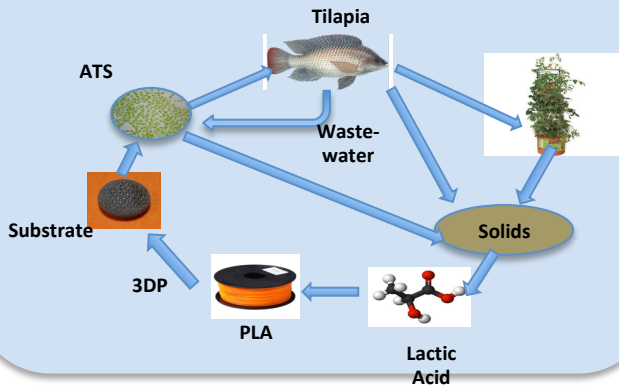 Tilapia
ATS
Waste-
water
Substrate
Solids
3DP
PLA
Lactic
Acid